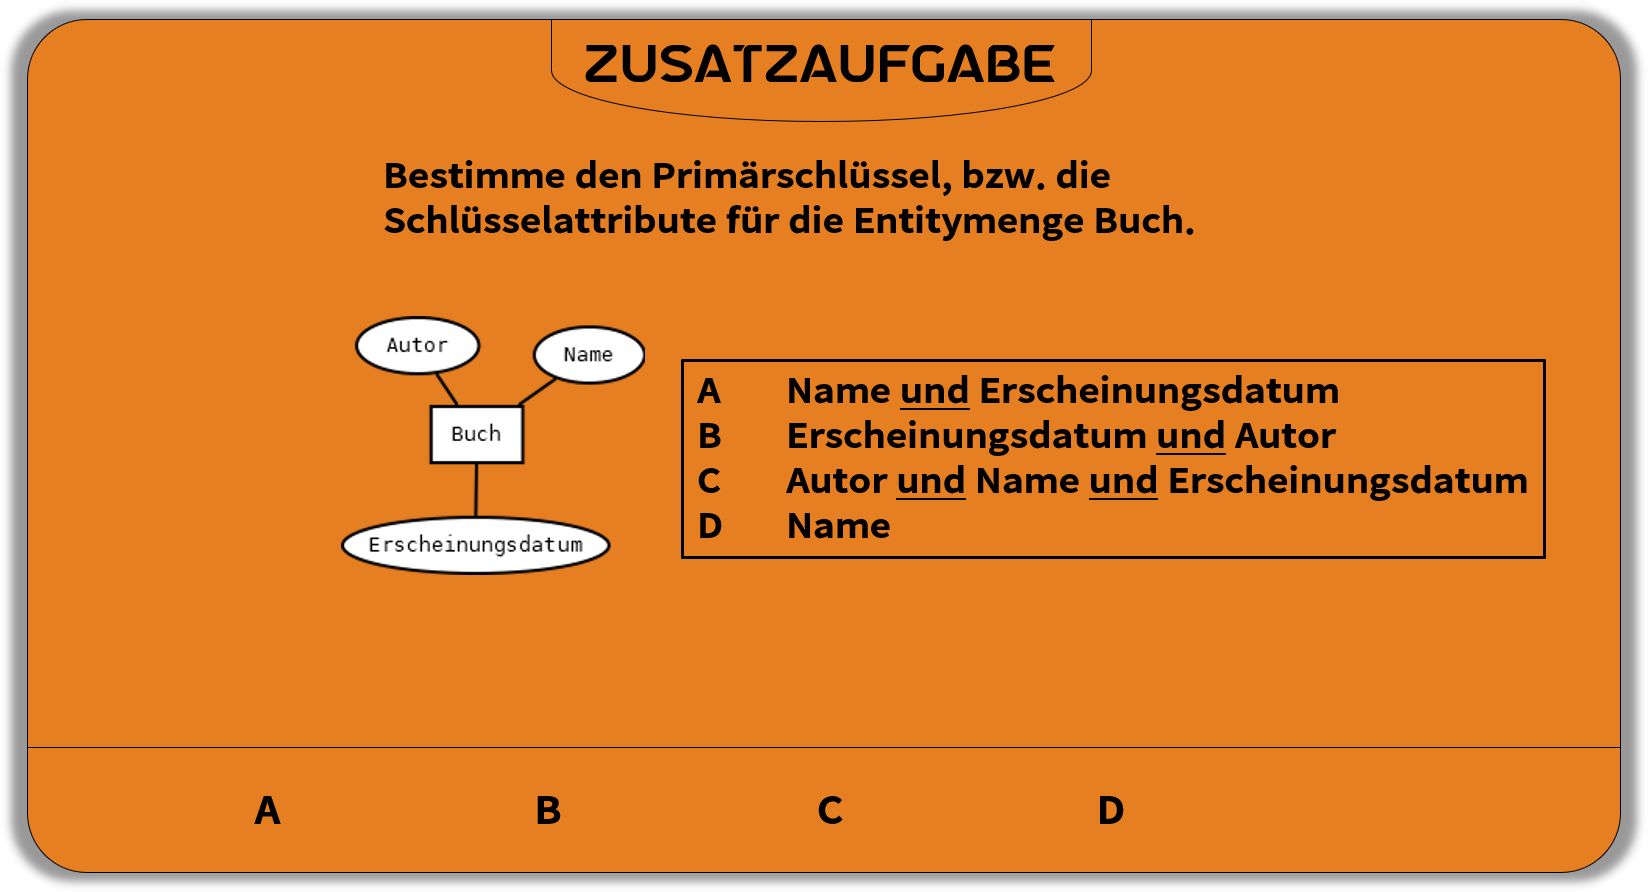 ZUSATZAUFGABE
Bestimme den Primärschlüssel, bzw. die
Schlüsselattribute für die Entitymenge Buch.
Autor
Name
Buch
Erscheinungsdatum
A Name und Erscheinungsdatum
B Erscheinungsdatum und Autor
C Autor und Name und Erscheinungsdatum
D Name
A B C D